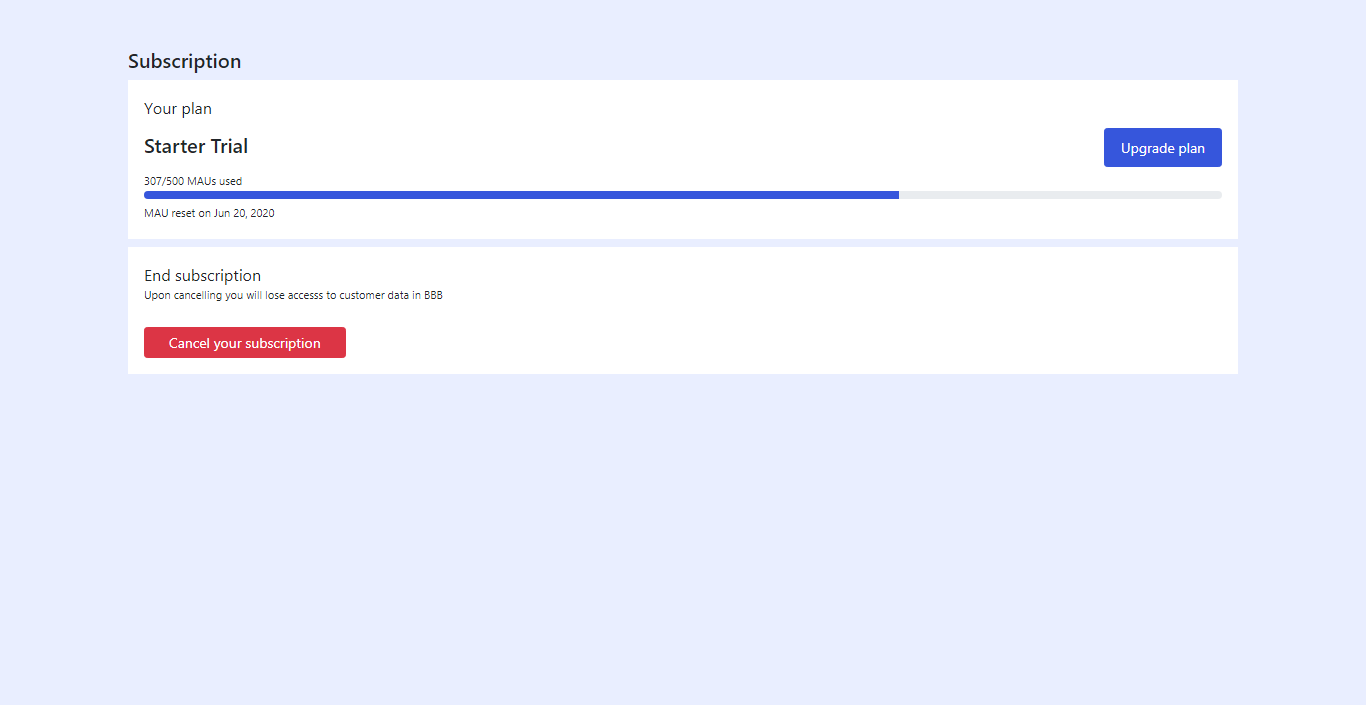 Subscription
Your plan
Starter Trial
Upgrade plan
307/500 MAUs used
MAU reset on Jun 20, 2020
End subscription
Upon cancelling you will lose accesss to customer data in BBB
Cancel your subscription